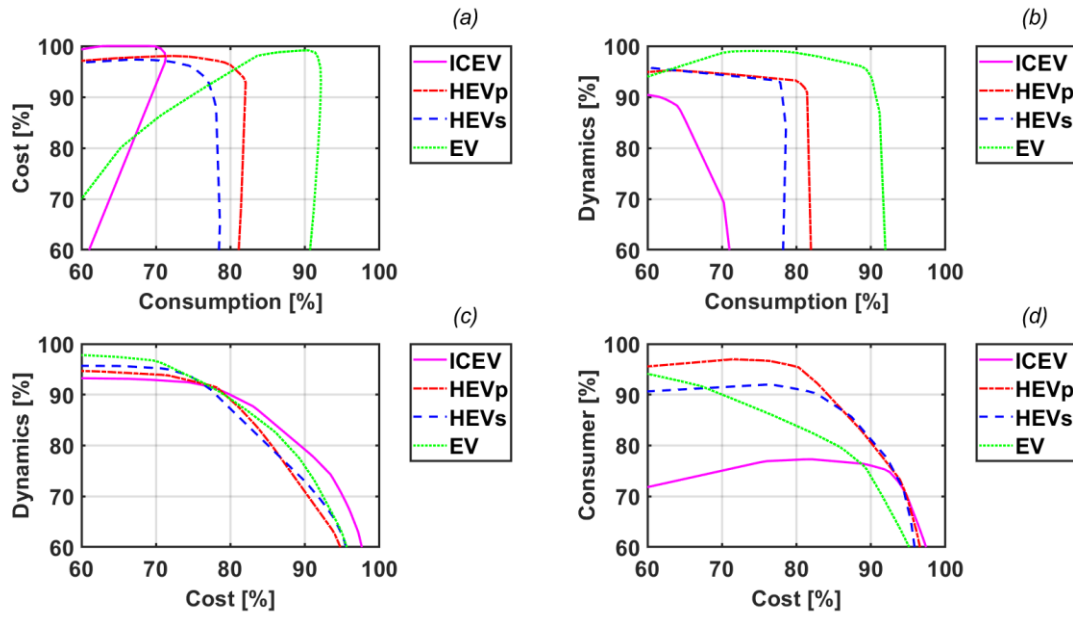 (a)
100
90
80
70
60
Cost [%]
60 70 80 90 100
Consumption [%]
ICEV
HEVp
HEVs
EV
(b)
100
90
80
70
60
Dynamics [%]
60 70 80 90 100
Consumption [%]
ICEV
HEVp
HEVs
EV
(c)
100
90
80
70
60
Dynamics [%]
60 70 80 90 100
Cost [%]
ICEV
HEVp
HEVs
EV
(d)
100
90
80
70
60
Consumer [%]
60 70 80 90 100
Cost [%]
ICEV
HEVp
HEVs
EV